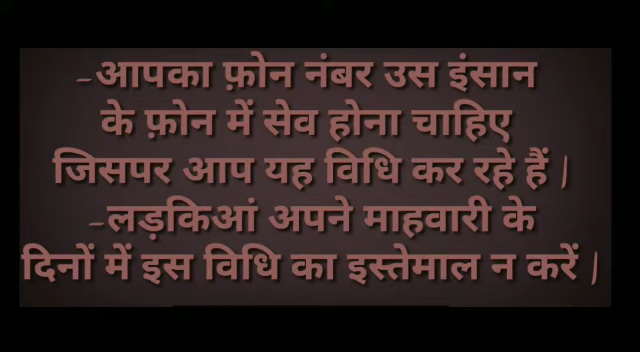 -आपका फ़ोन नंबर उस इंसान
के फ़ोन में सेव होना चाहिए
जिसपर आप यह विधि कर रहे हैं |
-लड़किआं अपने माहवारी के
दिनों में इस विधि का इस्तेमाल न करें |